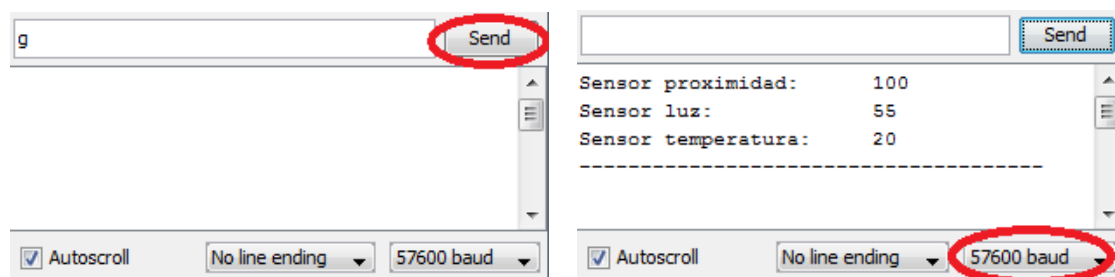 g
Send
Autoscroll
No line ending
57600 baud
Send
Sensor proximidad: 100
Sensor luz: 55
Sensor temperatura: 20
---------------------------------------
Autoscroll
No line ending
57600 baud